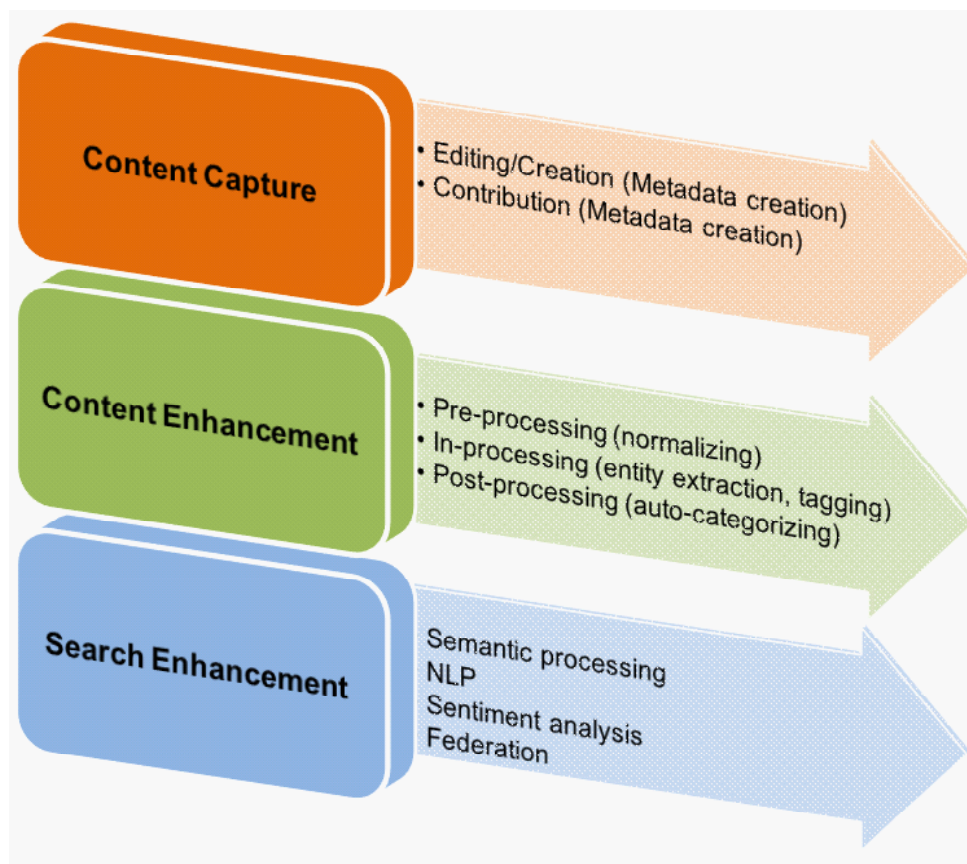 Content Capture
• Editing/Creation (Metadata creation)
• Contribution (Metadata creation)
Content Enhancement
• Pre-processing (normalizing)
• In-processing (entity extraction, tagging)
• Post-processing (auto-categorizing)
Search Enhancement
Semantic processing
NLP
Sentiment analysis
Federation